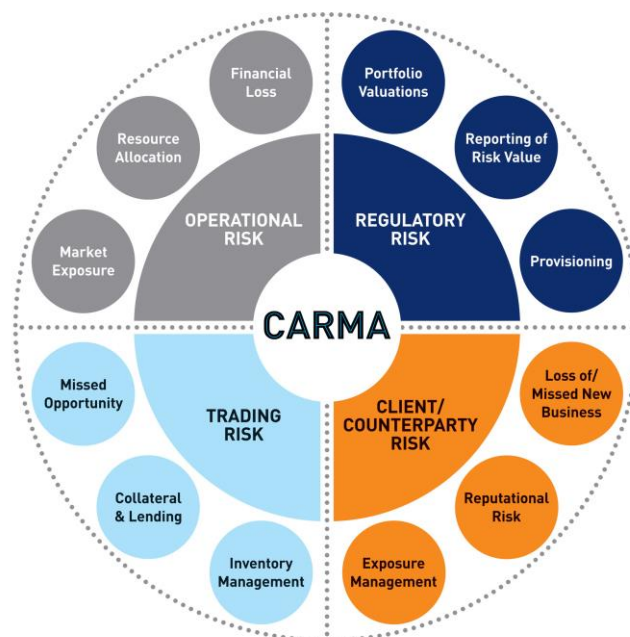 Financial
Loss
Resource
Allocation
Market
Exposure
OPERATIONAL
RISK
Portfolio
Valuations
Reporting of
Risk Value
Provisioning
REGULATORY
RISK
CARMA
Missed
Opportunity
Collateral
& Lending
Inventory
Management
TRADING
RISK
CLIENT/
COUNTERPARTY
RISK
Loss of/
Missed New
Business
Reputational
Risk
Exposure
Management